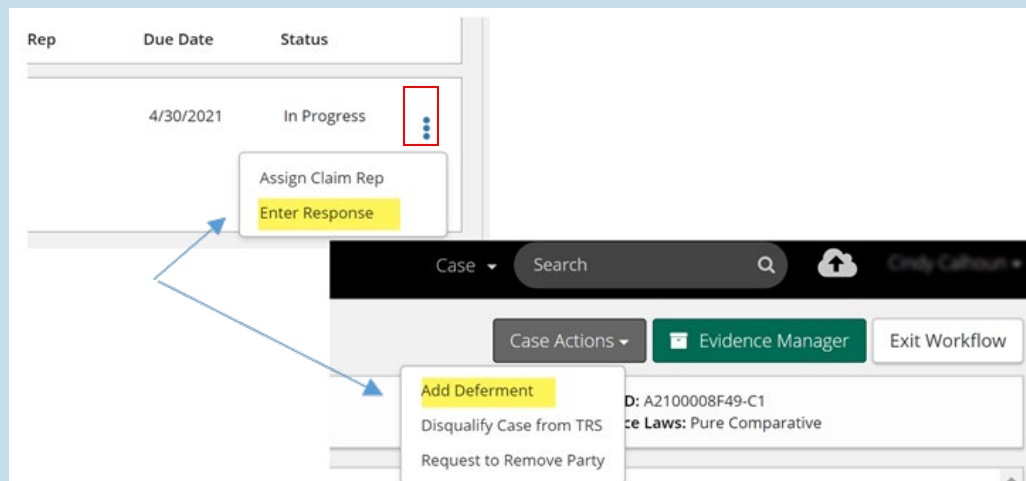 Rep Due Date Status
4/30/2021 In Progress
Assign Claim Rep
Enter Response
Case Search
Case Actions Evidence Manager Exit Workflow
Add Deferment
D: A2100008F49-C1
Disqualify Case from TRS
ce Laws: Pure Comparative
Request to Remove Party